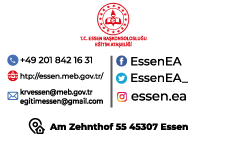 T.C. ESSEN BAŞKONSOLOSLUĞU
EĞİTİM ATAŞELİĞİ
+49 201 842 16 31
http://essen.meb.gov.tr/
krvessen@meb.gov.tr
egitimessen@gmail.com
EssenEA
EssenEA_
essen.ea
Am Zehnthof 55 45307 Essen